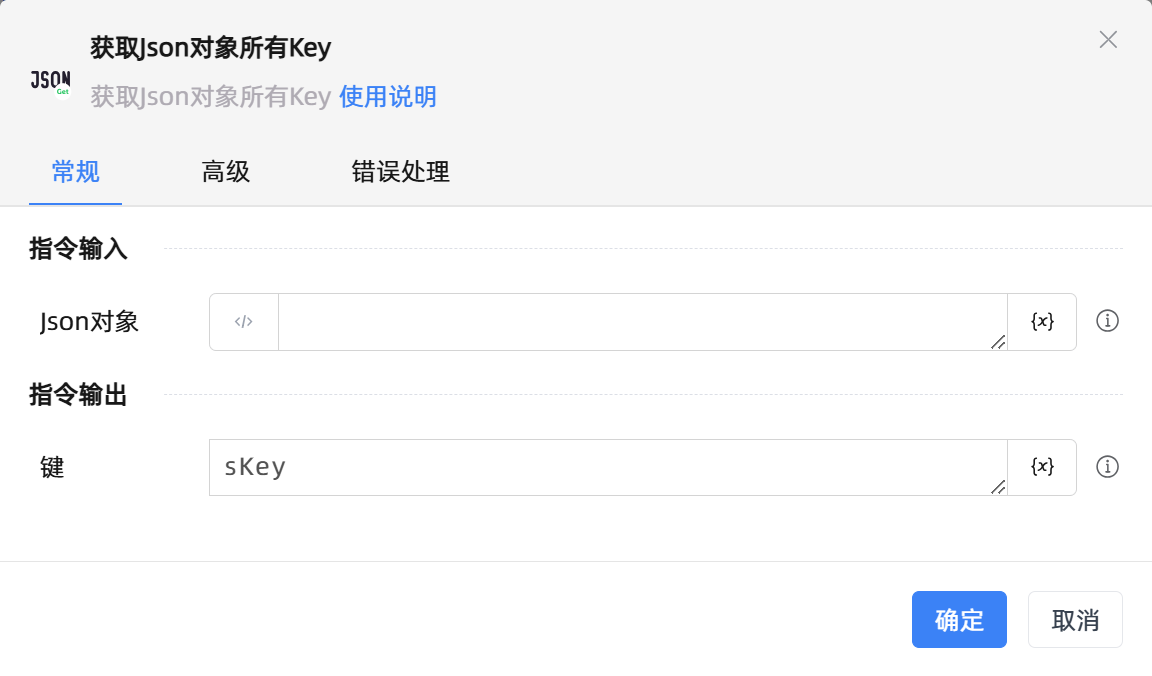 获取Json对象所有Key
JSON
Get
获取Json对象所有Key 使用说明
常规 高级 错误处理
指令输入
Json对象 </> {x}
指令输出
键 sKey {x}
确定 取消